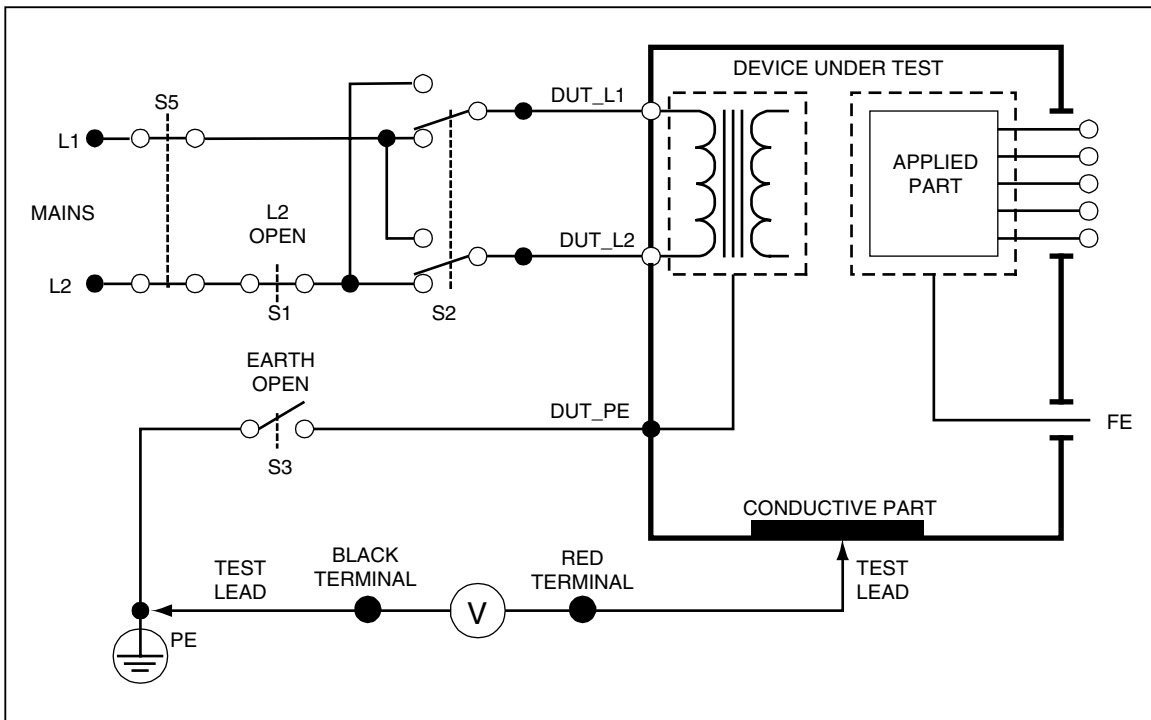 DEVICE UNDER TEST
S5
DUT_L1
L1
APPLIED
PART
MAINS
L2
OPEN
DUT_L2
L2
S1
S2
EARTH
OPEN
DUT_PE
FE
S3
CONDUCTIVE PART
TEST
LEAD
BLACK
TERMINAL
RED
TERMINAL
TEST
LEAD
V
PE